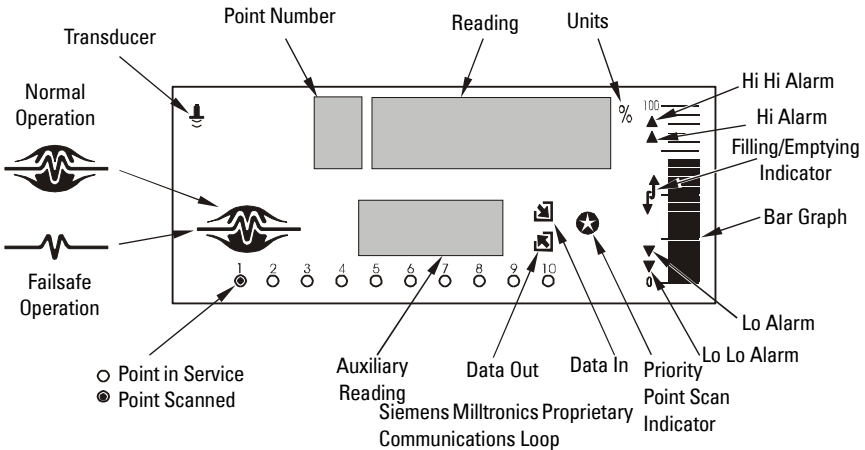 Point Number
Reading
Units
Transducer
Normal
Operation
%
100
Hi Hi Alarm
Hi Alarm
Filling/Emptying
Indicator
Bar Graph
Failsafe
Operation
1 2 3 4 5 6 7 8 9 10
0
Lo Alarm
Lo Lo Alarm
Point in Service
Point Scanned
Auxiliary
Reading
Data Out
Data In
Priority
Point Scan
Indicator
Siemens Milltronics Proprietary
Communications Loop